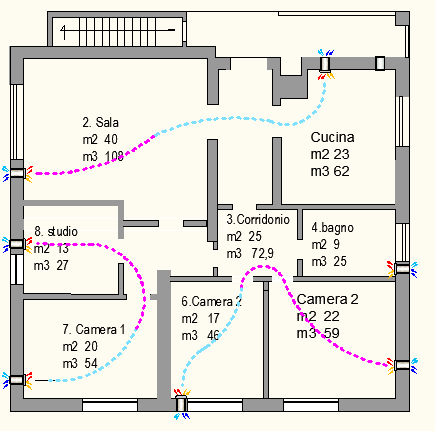 2. Sala
m2 40
m3 108
Cucina
m2 23
m3 62
3.Corridonio
m2 25
m3 72,9
4.bagno
m2 9
m3 25
8. studio
m2 13
m3 27
6.Camera 2
m2 17
m3 46
Camera 2
m2 22
m3 59
7. Camera 1
m2 20
m3 54